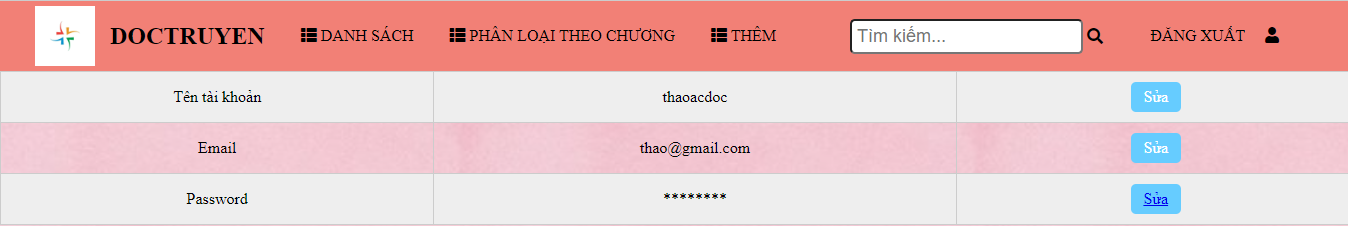 DOCTRUYEN DANH SÁCH PHÂN LOẠI THEO CHƯƠNG THÊM Tìm kiếm... ĐĂNG XUẤT
Tên tài khoản thaoacdoc Sửa
Email thao@gmail.com Sửa
Password ******** Sửa